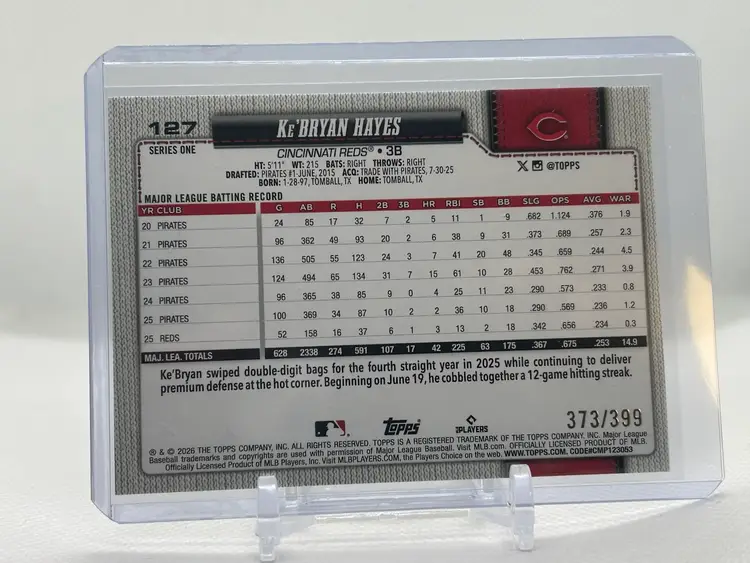 127
SERIES ONE
KE'BRYAN HAYES
CINCINNATI REDS® • 3B
HT: 5'11" WT: 215 BATS: RIGHT THROWS: RIGHT
DRAFTED: PIRATES #1-JUNE, 2015 ACQ: TRADE WITH PIRATES, 7-30-25
BORN: 1-28-97, TOMBALL, TX HOME: TOMBALL, TX
C
X @TOPPS
MAJOR LEAGUE BATTING RECORD
YR CLUB G AB R H 2B 3B HR RBI SB BB SLG OPS AVG WAR
20 PIRATES 24 85 17 32 7 2 5 11 1 9 .682 1.124 .376 1.9
21 PIRATES 96 362 49 93 20 2 6 38 9 31 .373 .689 .257 2.3
22 PIRATES 136 505 55 123 24 3 7 41 20 48 .345 .659 .244 4.5
23 PIRATES 124 494 65 134 31 7 15 61 10 28 .453 .762 .271 3.9
24 PIRATES 96 365 38 85 9 0 4 25 11 23 .290 .573 .233 0.8
25 PIRATES 100 369 34 87 10 2 2 36 10 18 .290 .569 .236 1.2
25 REDS 52 158 16 37 6 1 3 13 2 18 .367 .656 .234 0.3
MAJ. LEA. TOTALS 628 2338 274 591 107 17 42 225 63 175 .367 .675 .253 14.9
Ke'Bryan swiped double-digit bags for the fourth straight year in 2025 while continuing to deliver
premium defense at the hot corner. Beginning on June 19, he cobbled together a 12-game hitting streak.
TOPPS
PLAYERS
373/399
® & © 2026 THE TOPPS COMPANY, INC. ALL RIGHTS RESERVED. TOPPS IS A REGISTERED TRADEMARK OF THE TOPPS COMPANY, INC. Major League
Baseball trademarks and copyrights are used with permission of Major League Baseball. Visit MLB.com. OFFICIALLY LICENSED PRODUCT OF MLB.
Officially Licensed Product of MLB Players, Inc. Visit MLBPLAYERS.COM, the Players Choice on the web. WWW.TOPPS.COM. CODE#CMP123053